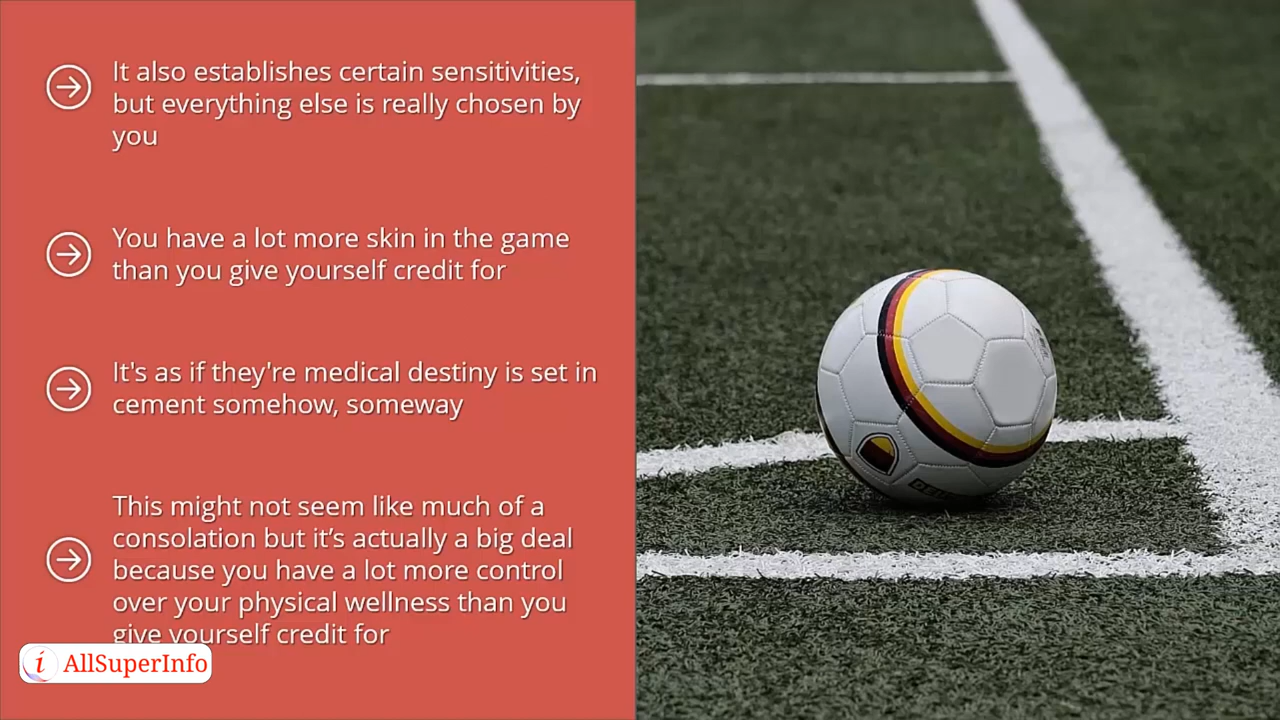 It also establishes certain sensitivities,
but everything else is really chosen by
you
You have a lot more skin in the game
than you give yourself credit for
It's as if they're medical destiny is set in
cement somehow, someway
This might not seem like much of a
consolation but it’s actually a big deal
because you have a lot more control
over your physical wellness than you
give yourself credit for
i AllSuperInfo